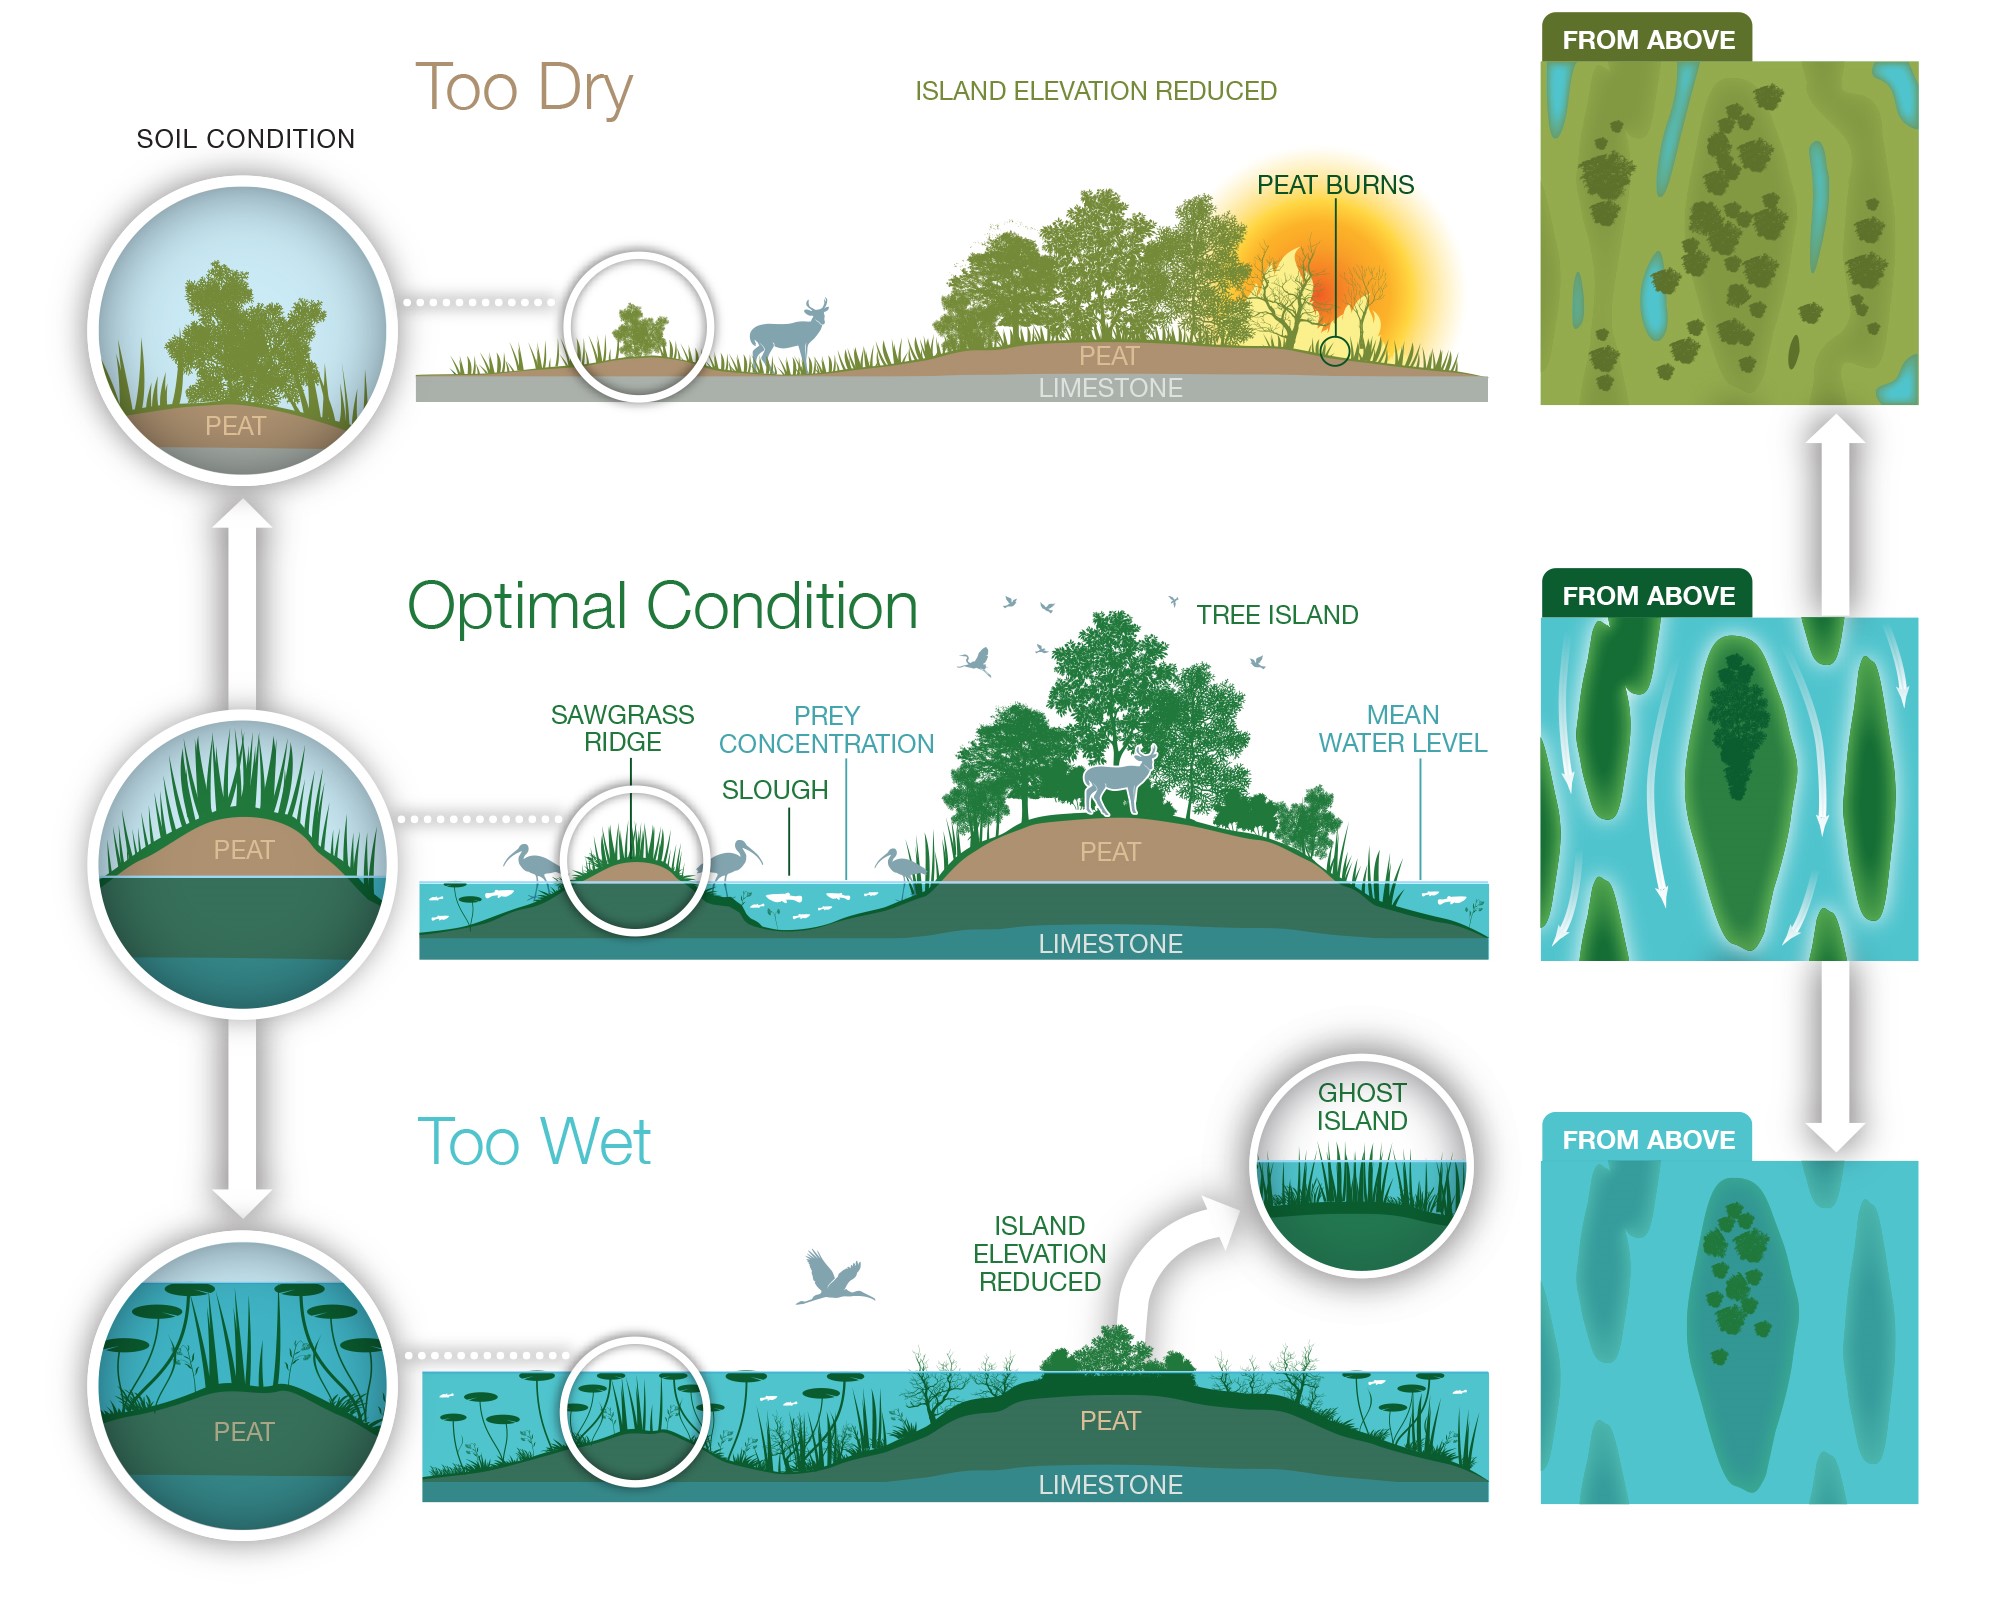 Too Dry
ISLAND ELEVATION REDUCED
FROM ABOVE
SOIL CONDITION
PEAT BURNS
PEAT
LIMESTONE
PEAT
Optimal Condition
TREE ISLAND
FROM ABOVE
SAWGRASS
RIDGE
PREY
CONCENTRATION
SLOUGH
MEAN
WATER LEVEL
PEAT
PEAT
LIMESTONE
Too Wet
GHOST
ISLAND
FROM ABOVE
ISLAND
ELEVATION
REDUCED
PEAT
PEAT
LIMESTONE